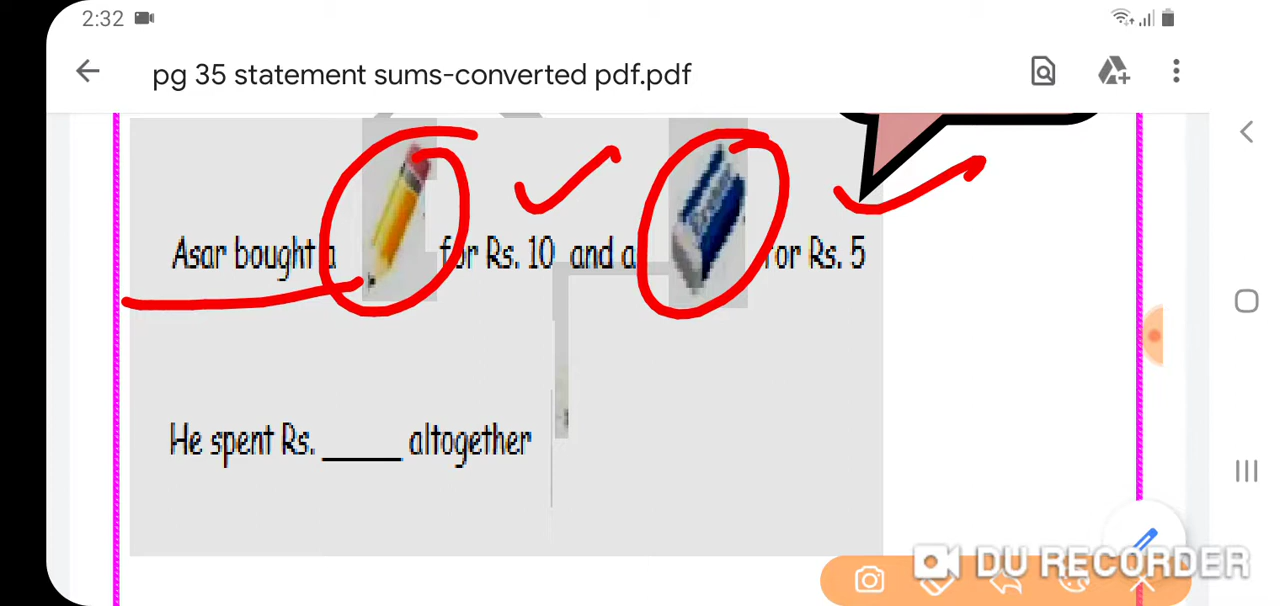 2:32
pg 35 statement sums-converted pdf.pdf
Asar bought a for Rs. 10 and a for Rs. 5
He spent Rs. _____ altogether
DU RECORDER